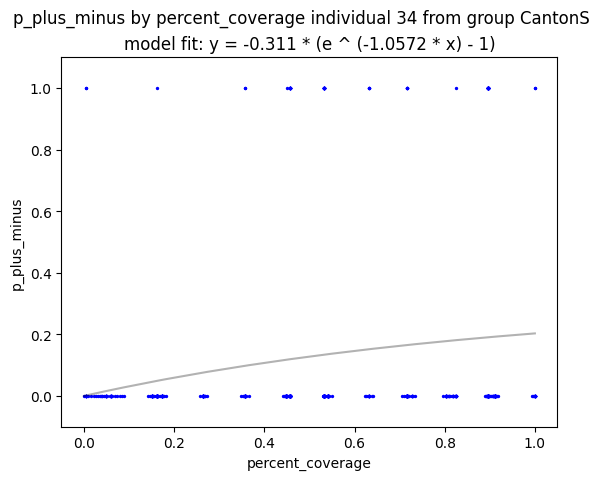 p_plus_minus by percent_coverage individual 34 from group CantonS
model fit: y = -0.311 * (e ^ (-1.0572 * x) - 1)
1.0
0.8
0.6
0.4
0.2
0.0
p_plus_minus
0.0 0.2 0.4 0.6 0.8 1.0
percent_coverage